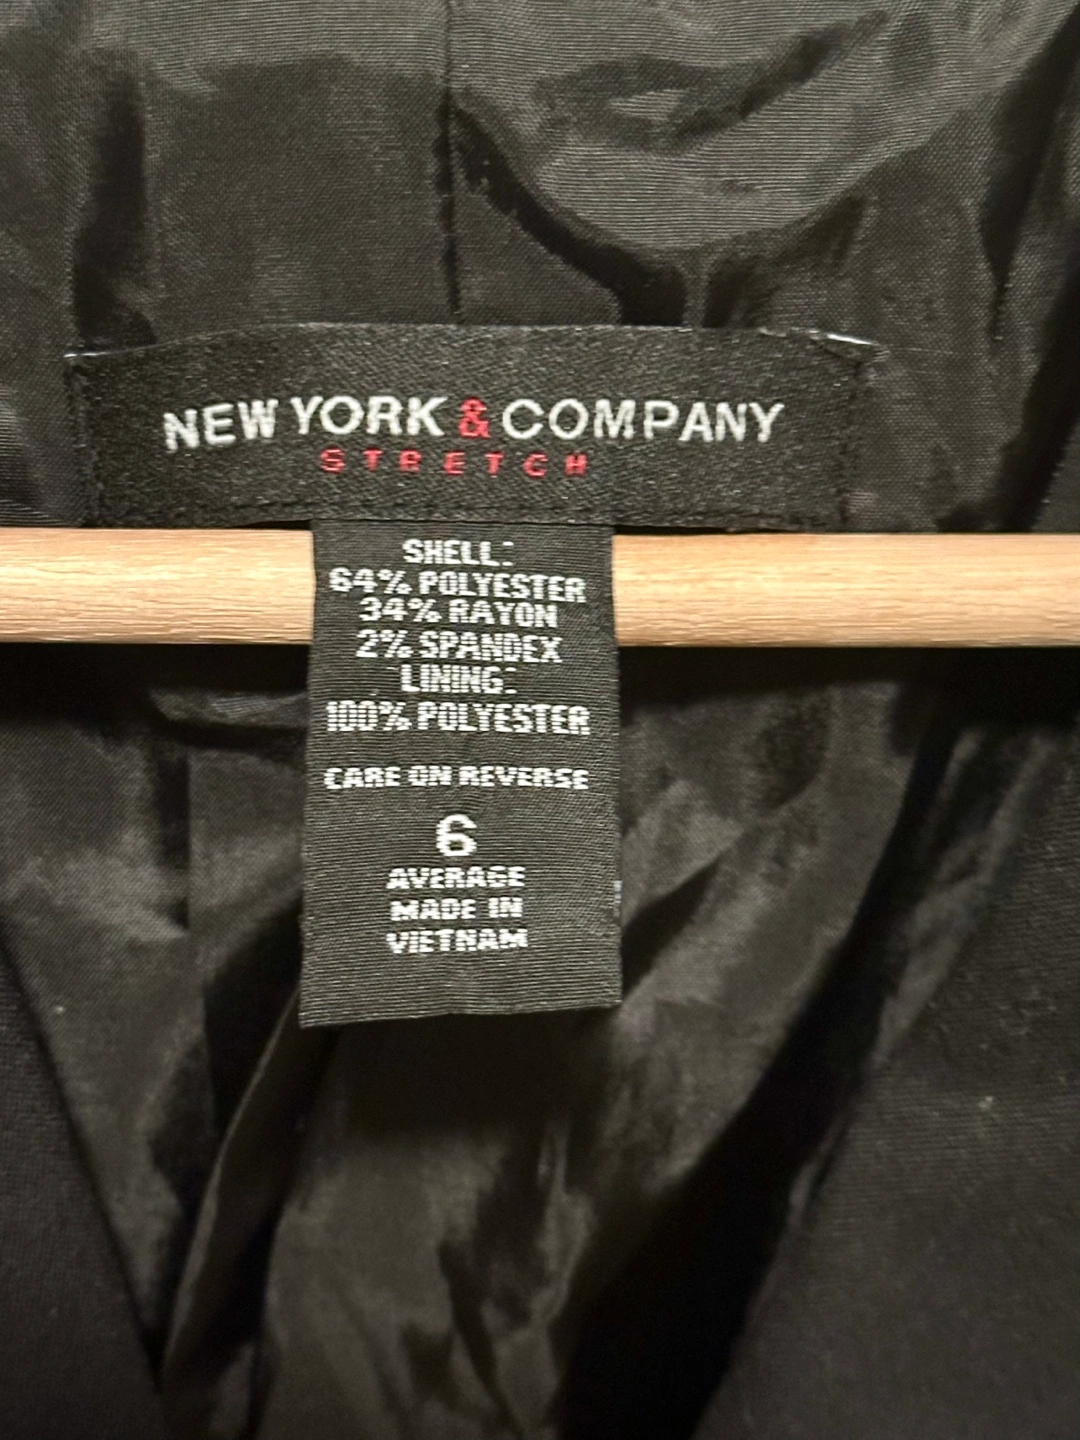 NEW YORK & COMPANY
STRETCH
SHELL:
64% POLYESTER
34% RAYON
2% SPANDEX
LINING:
100% POLYESTER
CARE ON REVERSE
6
AVERAGE
MADE IN
VIETNAM